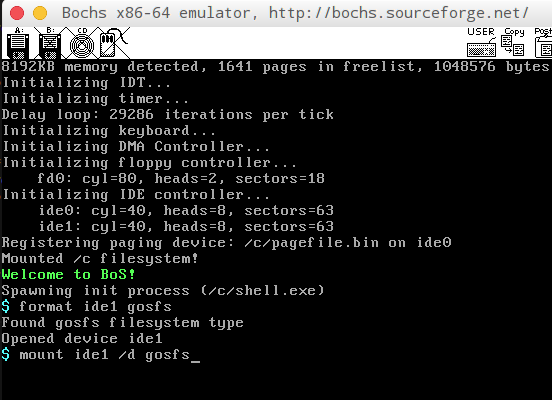 Bochs x86-64 emulator, http://bochs.sourceforge.net/
A: B: CD USER Copy Post
8192KB memory detected, 1641 pages in freelist, 1048576 bytes
Initializing IDT...
Initializing timer...
Delay loop: 29286 iterations per tick
Initializing keyboard...
Initializing DMA Controller...
Initializing floppy controller...
fd0: cyl=80, heads=2, sectors=18
Initializing IDE controller...
ide0: cyl=40, heads=8, sectors=63
ide1: cyl=40, heads=8, sectors=63
Registering paging device: /c/pagefile.bin on ide0
Mounted /c filesystem!
Welcome to BoS!
Spawning init process (/c/shell.exe)
$ format ide1 gosfs
Found gosfs filesystem type
Opened device ide1
$ mount ide1 /d gosfs_